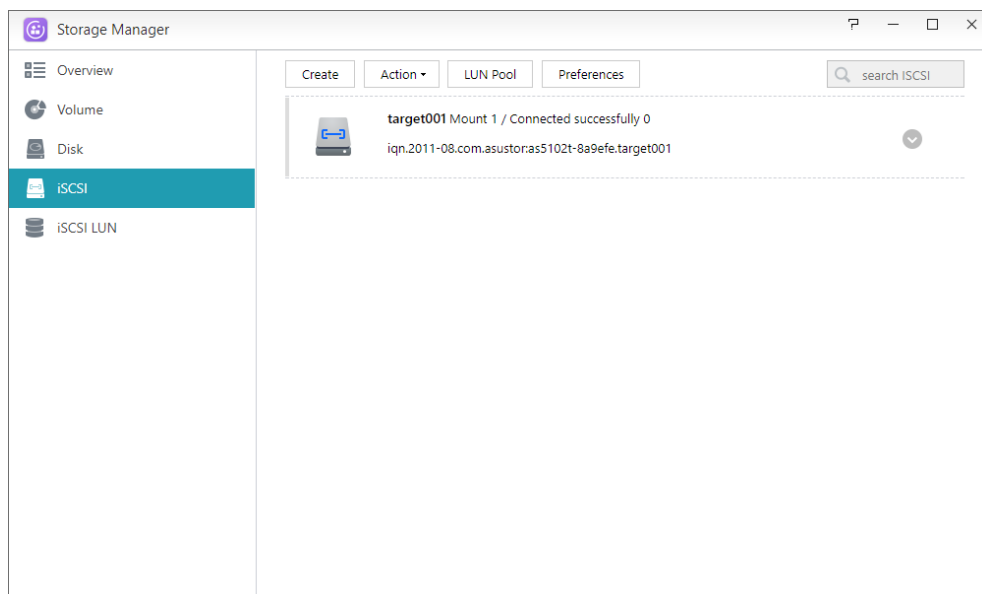 Storage Manager
Overview
Volume
Disk
iSCSI
iSCSI LUN
Create Action LUN Pool Preferences search ISCSI
target001 Mount 1 / Connected successfully 0
iqn.2011-08.com.asustor:as5102t-8a9efe.target001